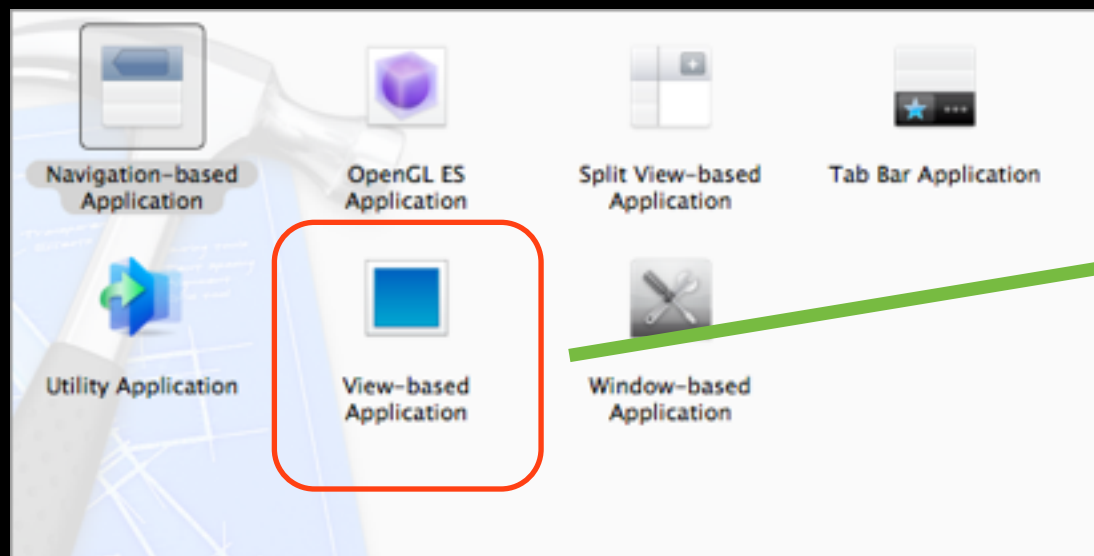 Navigation-based
Application
OpenGL ES
Application
Split View-based
Application
Tab Bar Application
Utility Application
View-based
Application
Window-based
Application